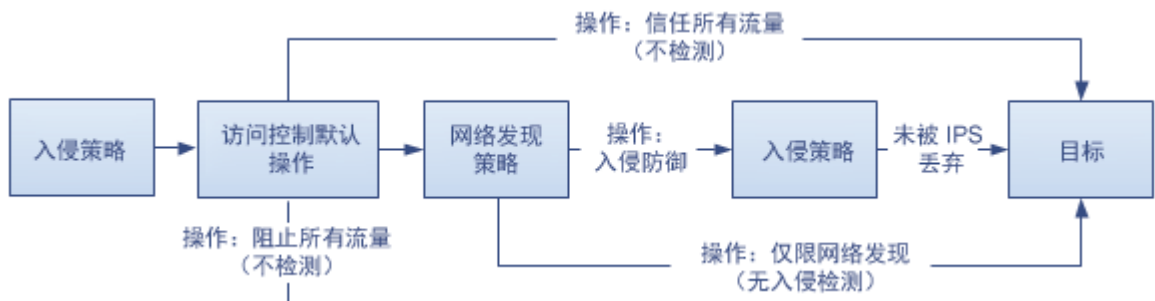 操作：信任所有流量
（不检测）
入侵策略
访问控制默认
操作
网络发现
策略
操作：
入侵防御
入侵策略
未被 IPS
丢弃
目标
操作：阻止所有流量
（不检测）
操作：仅限网络发现
（无入侵检测）